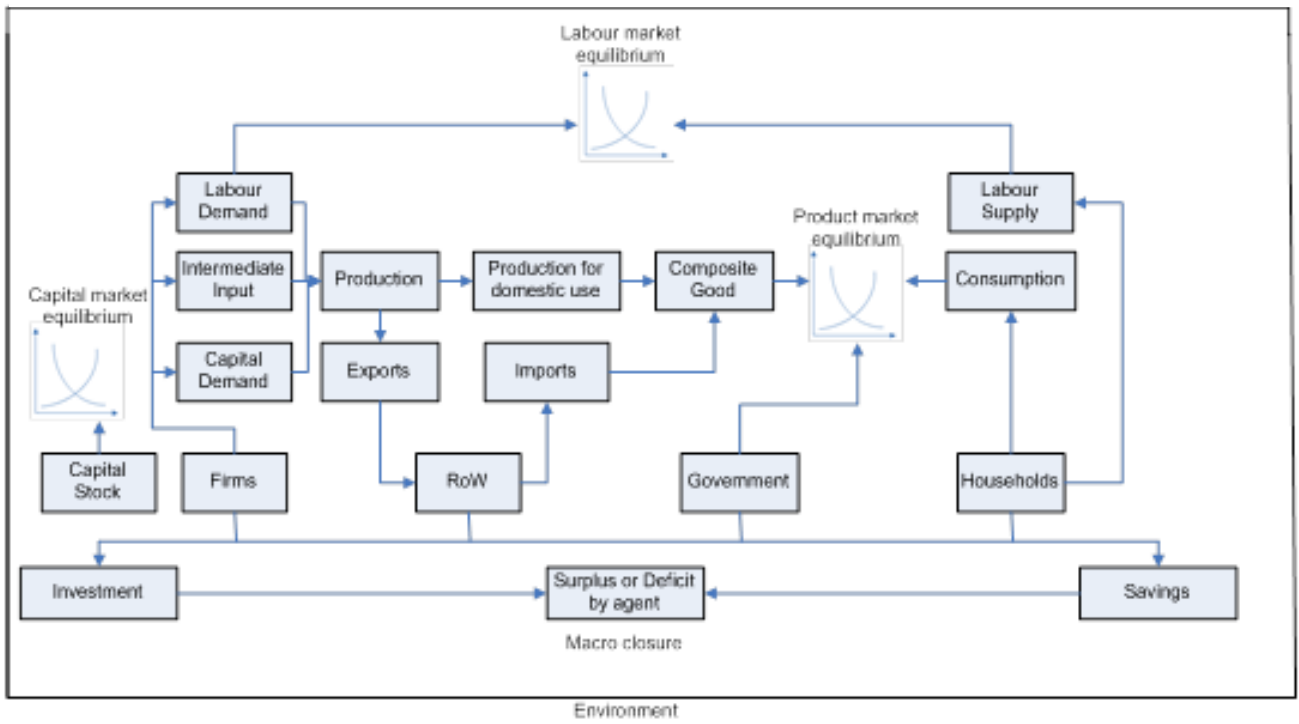 Labour market
equilibrium
Labour
Demand
Labour
Supply
Product market
equilibrium
Intermediate
Input
Production
Production for
domestic use
Composite
Good
Consumption
Capital market
equilibrium
Capital
Demand
Exports
Imports
Capital
Stock
Firms
RoW
Government
Households
Investment
Surplus or Deficit
by agent
Savings
Macro closure
Environment